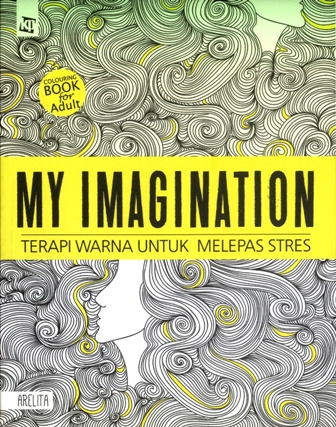 KT
COLOURING
BOOK
for
Adult
MY IMAGINATION
TERAPI WARNA UNTUK MELEPAS STRES
ARELITA